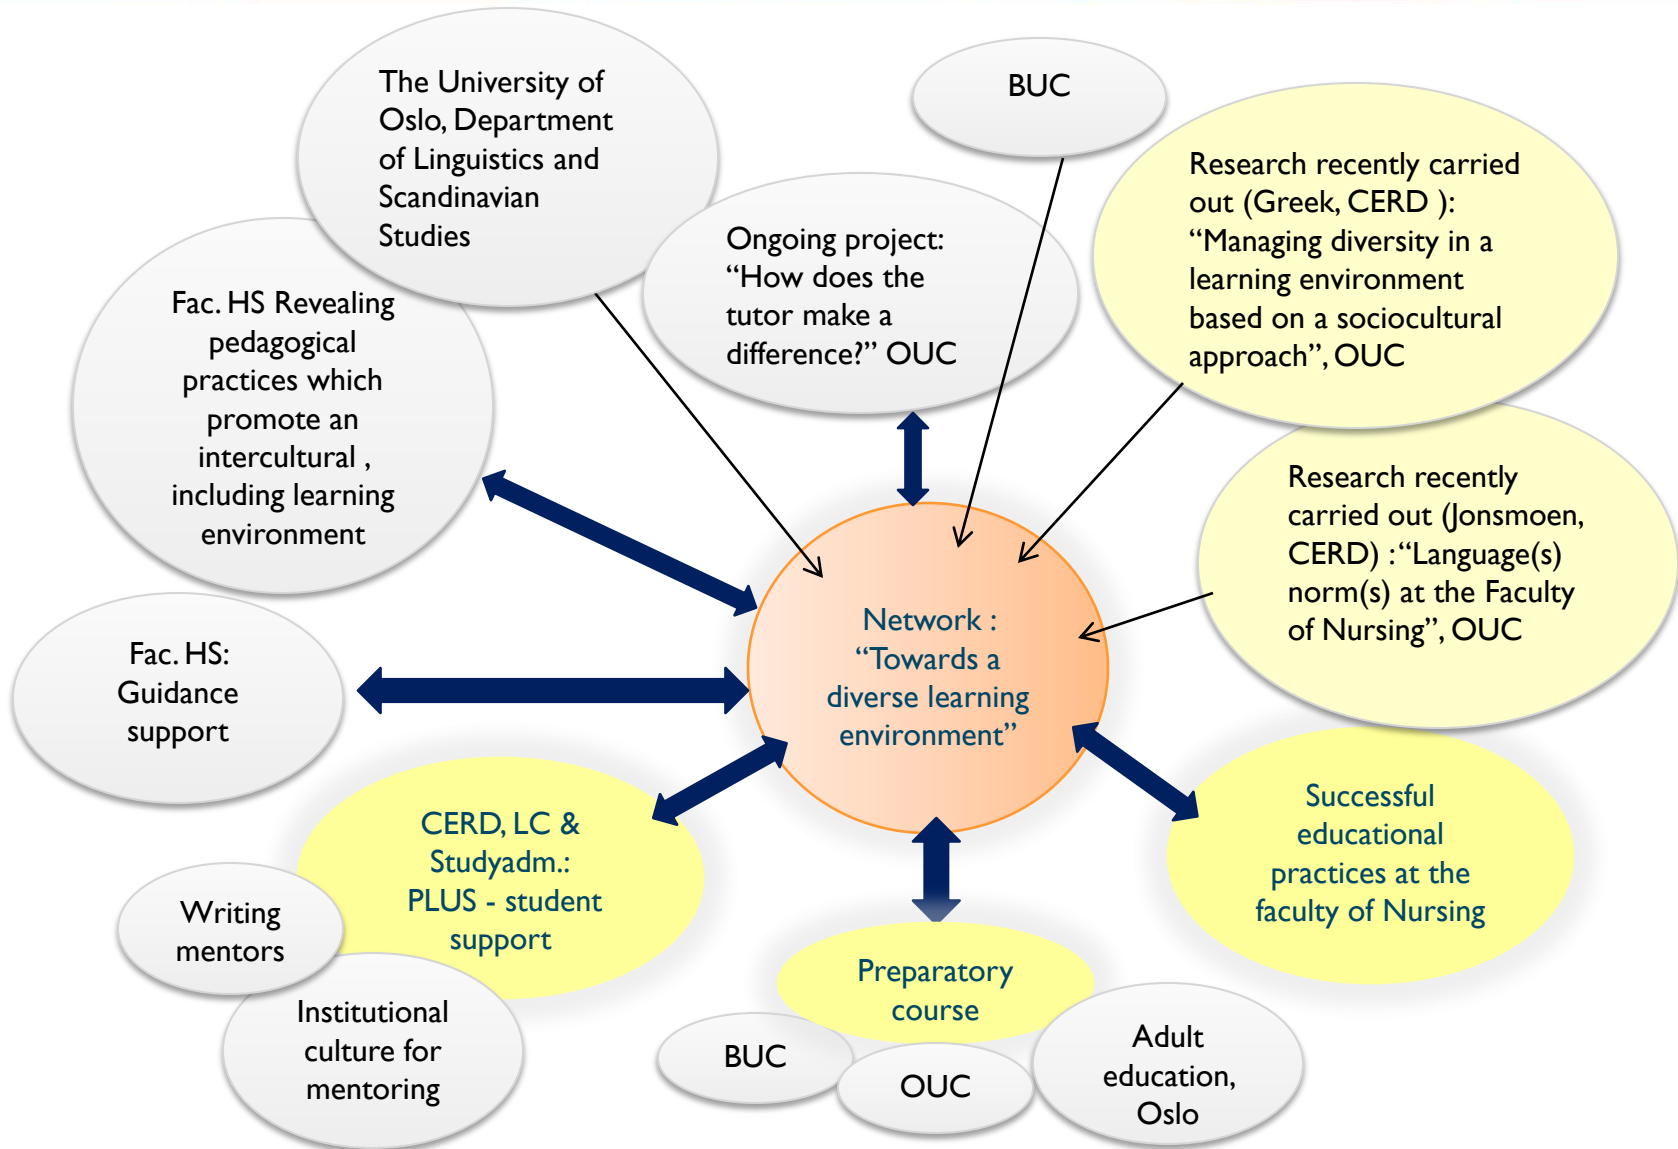 The University of
Oslo, Department
of Linguistics and
Scandinavian
Studies
BUC
Research recently carried
out (Greek, CERD ):
“Managing diversity in a
learning environment
based on a sociocultural
approach”, OUC
Ongoing project:
“How does the
tutor make a
difference?” OUC
Fac. HS Revealing
pedagogical
practices which
promote an
intercultural ,
including learning
environment
Research recently
carried out (Jonsmoen,
CERD) : “Language(s)
norm(s) at the Faculty
of Nursing”, OUC
Network :
“Towards a
diverse learning
environment”
Fac. HS:
Guidance
support
CERD, LC &
Studyadm.:
PLUS - student
support
Successful
educational
practices at the
faculty of Nursing
Writing
mentors
Institutional
culture for
mentoring
Preparatory
course
BUC
OUC
Adult
education,
Oslo